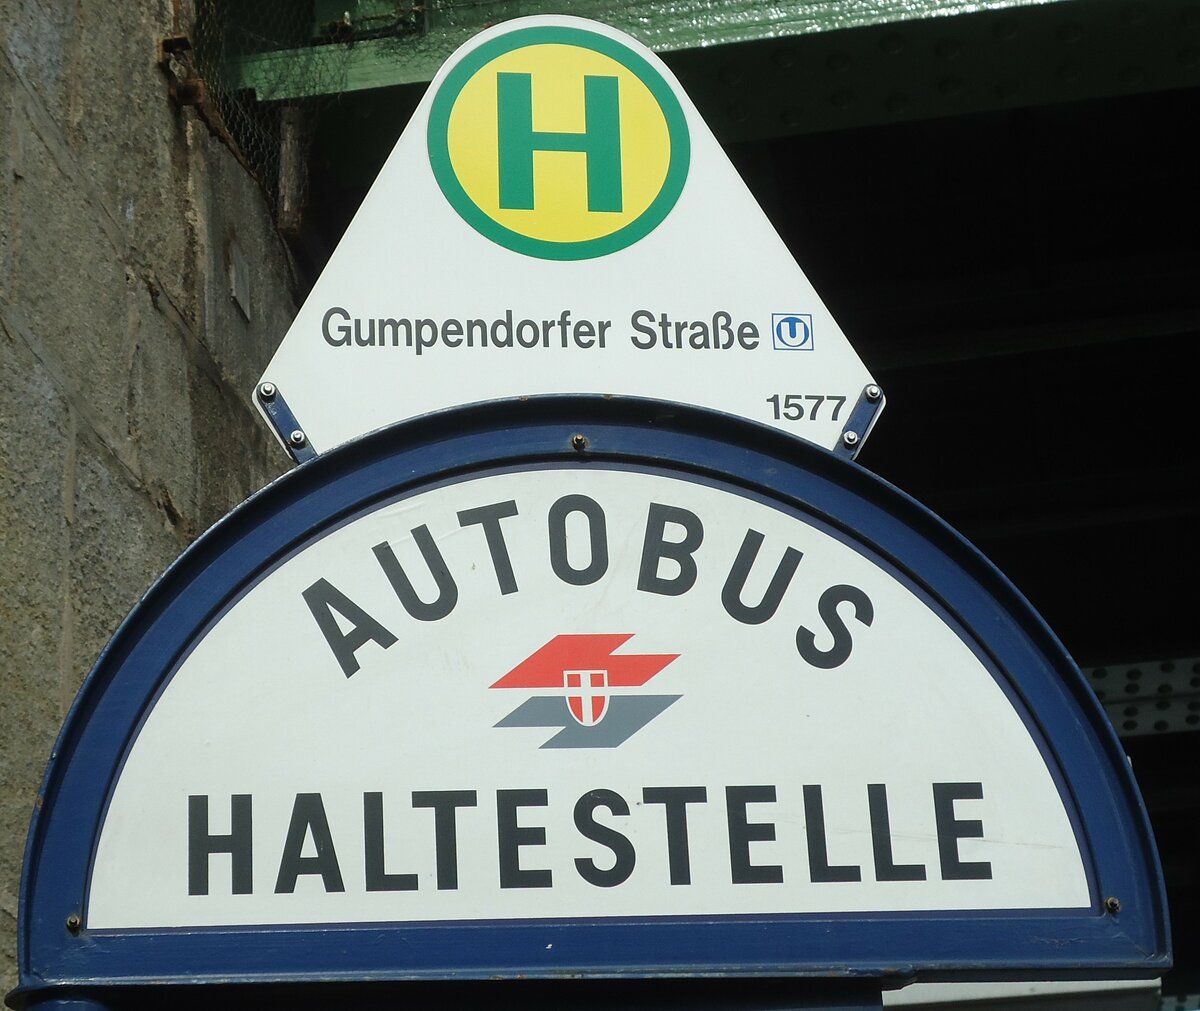 H
Gumpendorfer Straße U
1577
AUTOBUS
HALTESTELLE